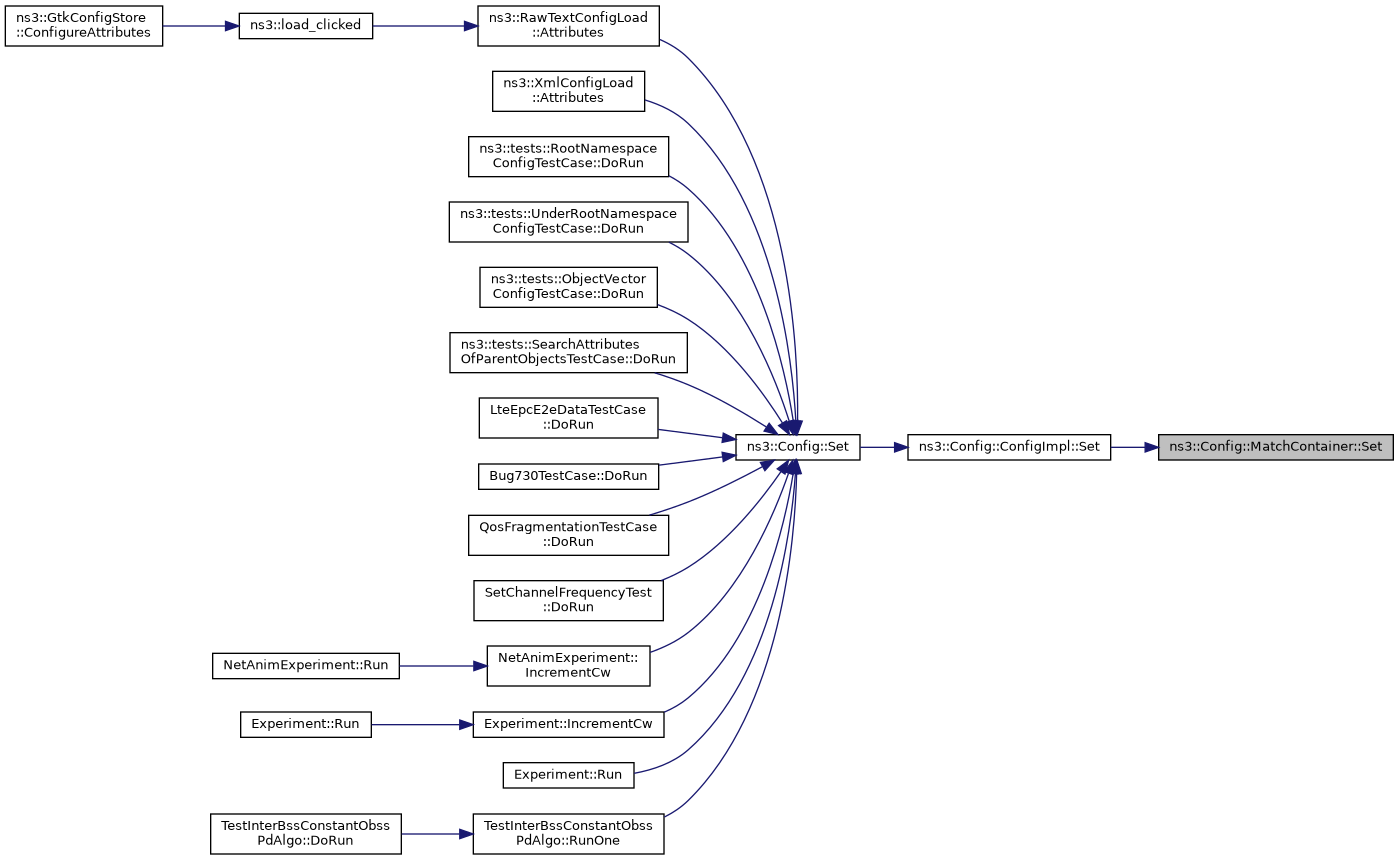 ns3::GtkConfigStore
::ConfigureAttributes
ns3::load_clicked
ns3::RawTextConfigLoad
::Attributes
ns3::XmlConfigLoad
::Attributes
ns3::tests::RootNamespace
ConfigTestCase::DoRun
ns3::tests::UnderRootNamespace
ConfigTestCase::DoRun
ns3::tests::ObjectVector
ConfigTestCase::DoRun
ns3::tests::SearchAttributes
OfParentObjectsTestCase::DoRun
LteEpcE2eDataTestCase
::DoRun
Bug730TestCase::DoRun
QosFragmentationTestCase
::DoRun
SetChannelFrequencyTest
::DoRun
NetAnimExperiment::Run
NetAnimExperiment::
IncrementCw
Experiment::Run
Experiment::IncrementCw
Experiment::Run
TestInterBssConstantObss
PdAlgo::DoRun
TestInterBssConstantObss
PdAlgo::RunOne
ns3::Config::Set
ns3::Config::ConfigImpl::Set
ns3::Config::MatchContainer::Set